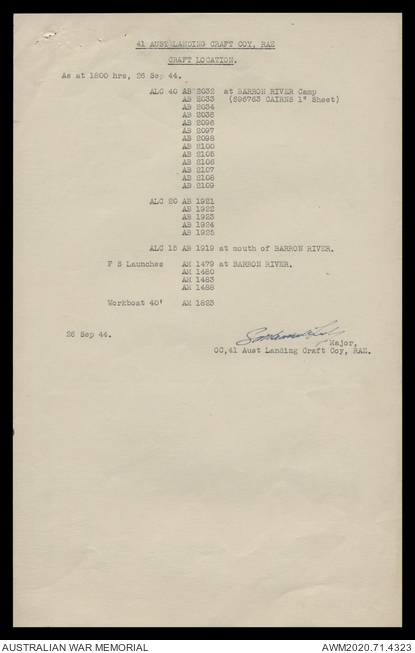 41 AUST LANDING CRAFT COY, RAE
CRAFT LOCATION.
As at 1800 hrs, 26 Sep 44.
ALC 40 AB 2032 at BARRON RIVER Camp
AB 2033 (696763 CAIRNS 1" Sheet)
AB 2034
AB 2036
AB 2096
AB 2097
AB 2098
AB 2100
AB 2105
AB 2106
AB 2107
AB 2108
AB 2109
ALC 20 AB 1921
AB 1922
AB 1923
AB 1924
AB 1925
ALC 15 AB 1919 at mouth of BARRON RIVER.
F S Launches AM 1479 at BARRON RIVER.
AM 1480
AM 1483
AM 1488
Workboat 40' AM 1823
26 Sep 44.
Major,
OC,41 Aust Landing Craft Coy, RAE.
AUSTRALIAN WAR MEMORIAL AWM2020.71.4323